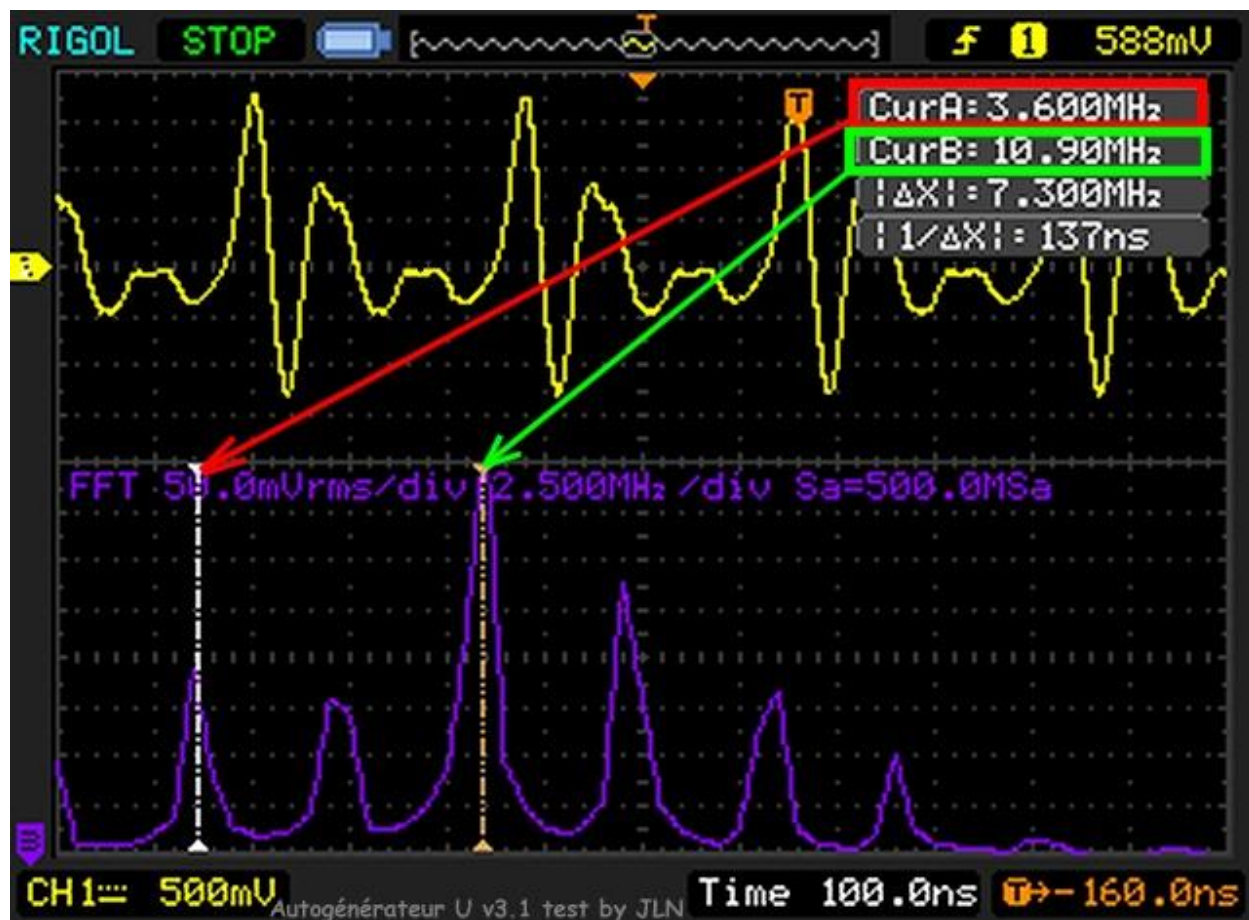 RIGOL STOP T 1 588mV
T
CurA: 3.600MHz
CurB: 10.90MHz
|ΔX|: 7.300MHz
|1/ΔX|: 137ns
FFT 50.0mVrms/div 2.500MHz/div Sa=500.0MSa
CH1 500mV Time 100.0ns T→-160.0ns
Autogénérateur U v3.1 test by JLN